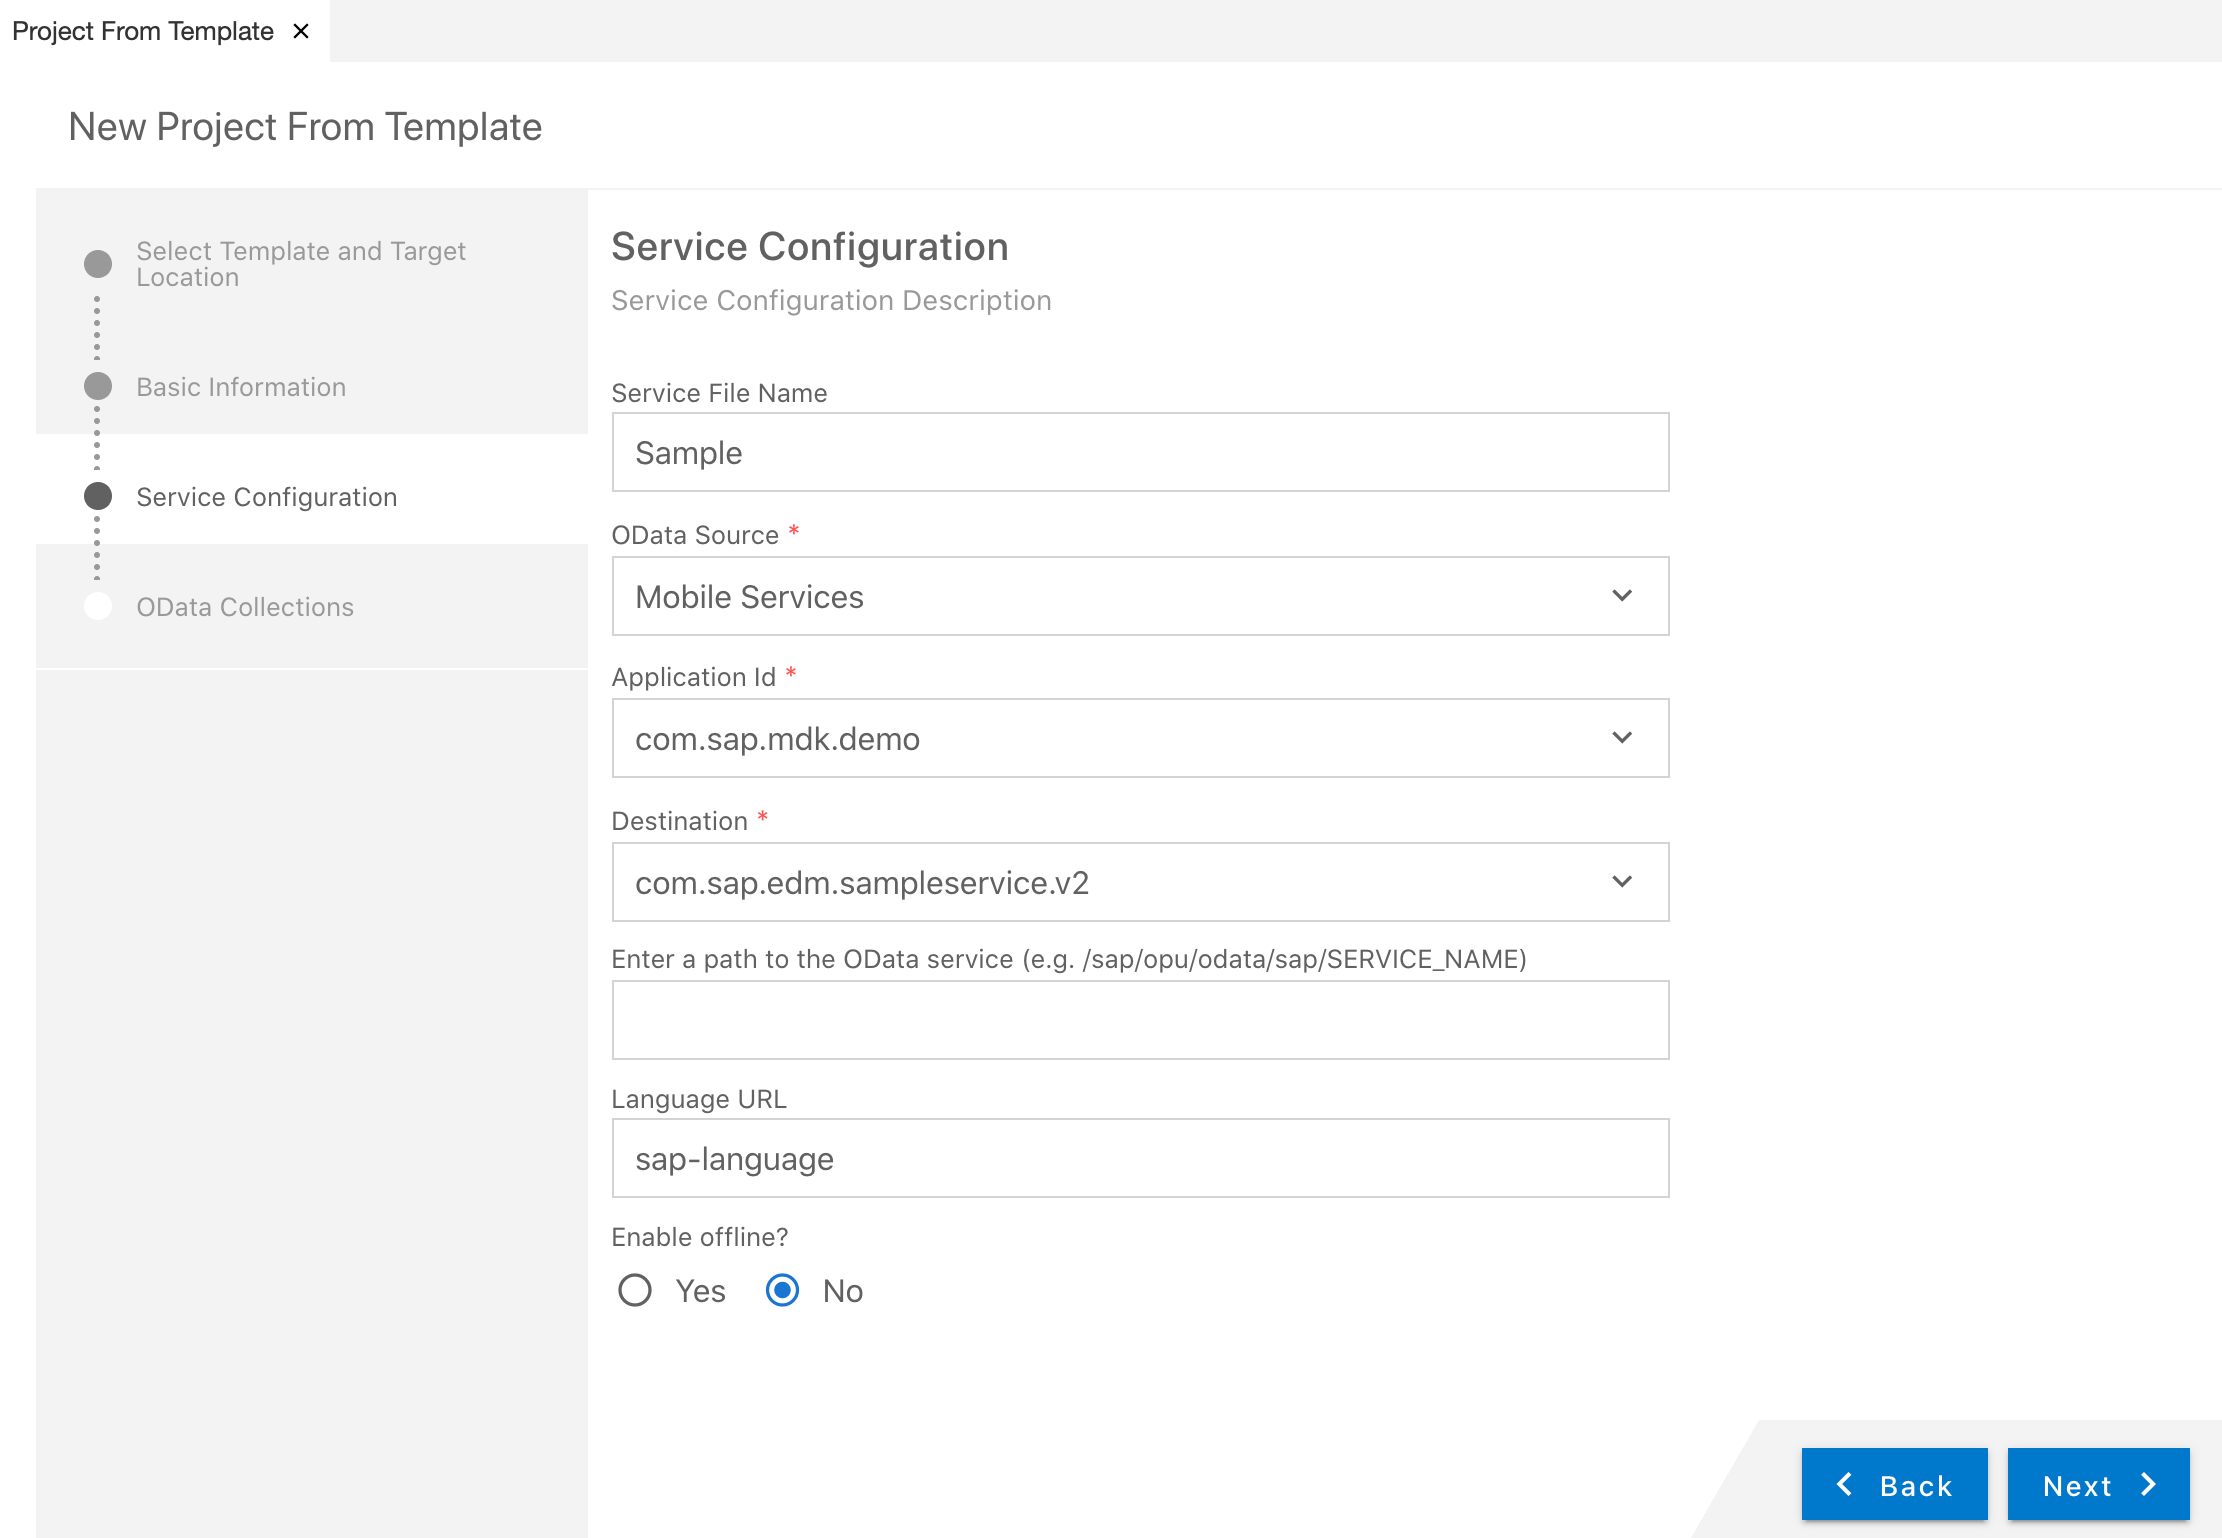 Project From Template
New Project From Template
Select Template and Target
Location
Basic Information
Service Configuration
OData Collections
Service Configuration
Service Configuration Description
Service File Name
Sample
OData Source *
Mobile Services
Application Id *
com.sap.mdk.demo
Destination *
com.sap.edm.sampleservice.v2
Enter a path to the OData service (e.g. /sap/opu/odata/sap/SERVICE_NAME)
Language URL
sap-language
Enable offline?
Yes No
Back Next